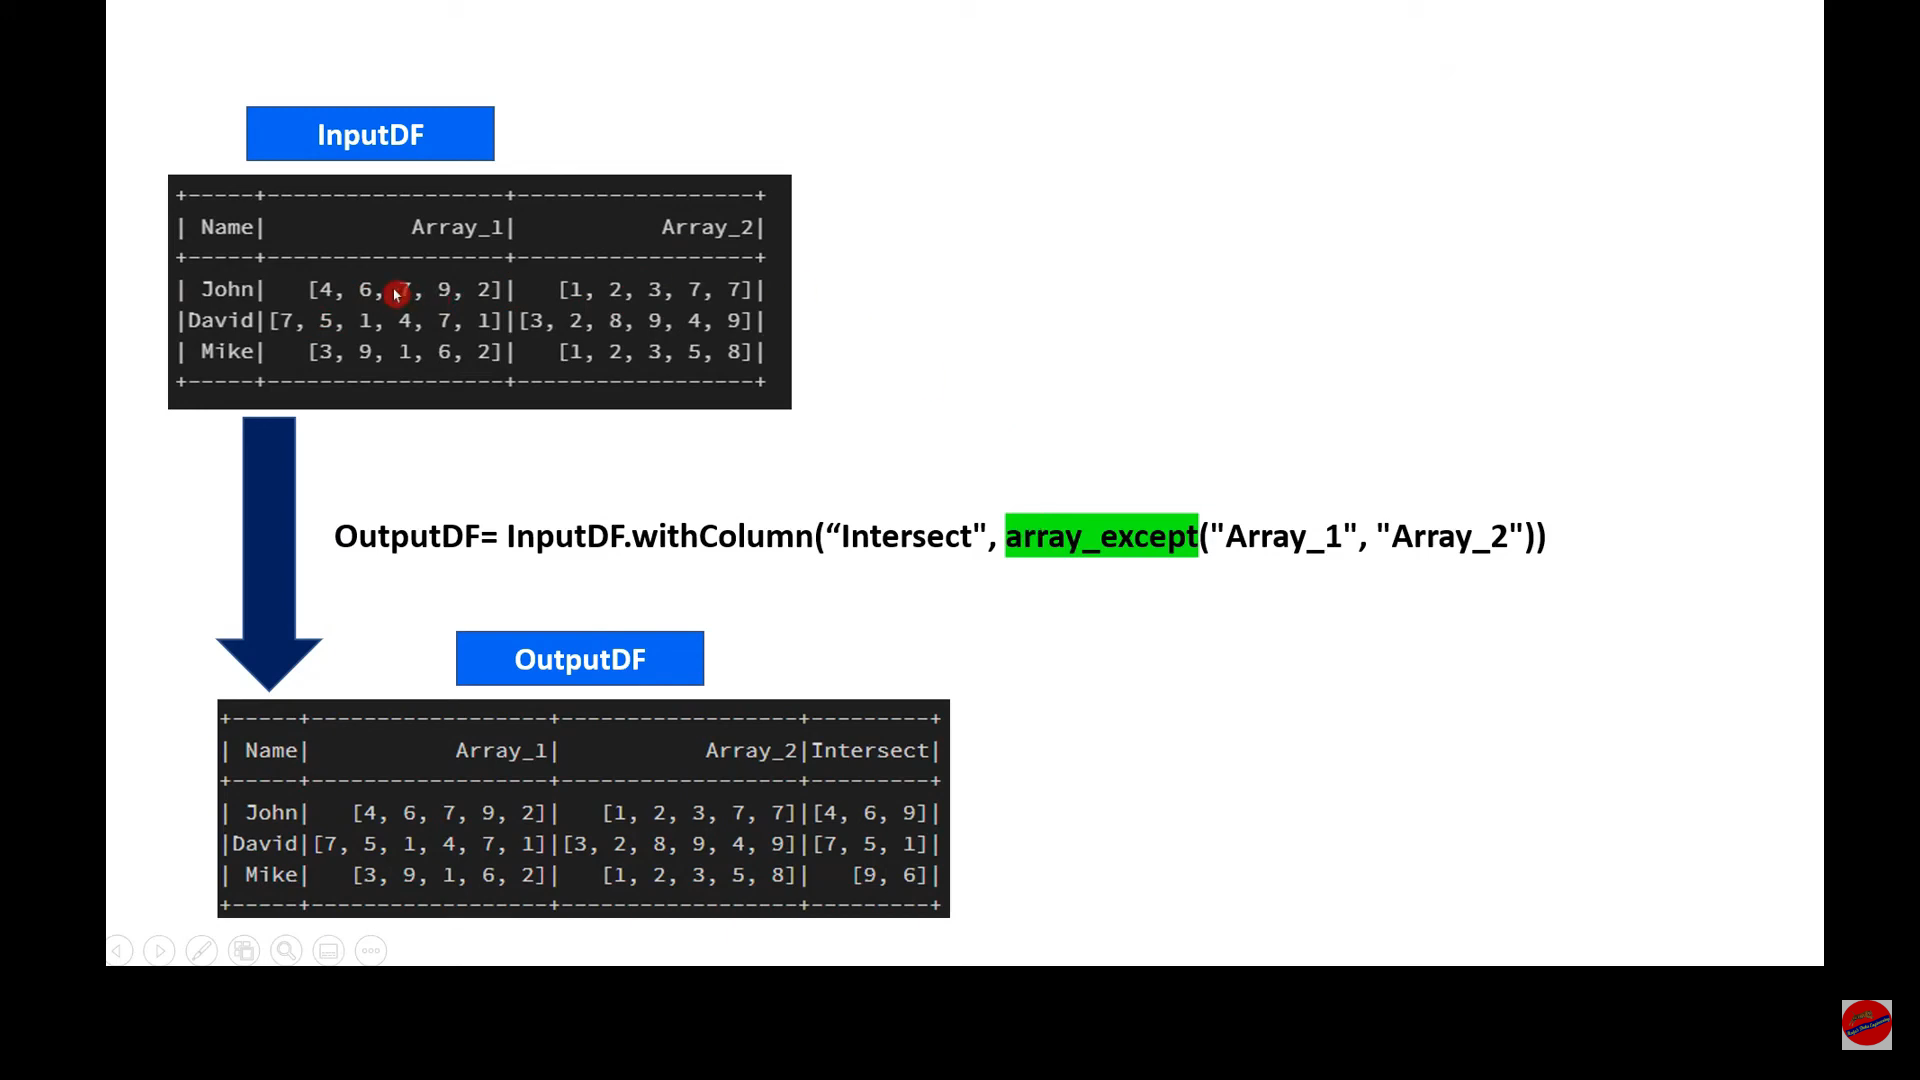 InputDF
+-----+------------------+------------------+
| Name|           Array_1|           Array_2|
+-----+------------------+------------------+
| John|   [4, 6, 7, 9, 2]|   [1, 2, 3, 7, 7]|
|David|[7, 5, 1, 4, 7, 1]|[3, 2, 8, 9, 4, 9]|
| Mike|   [3, 9, 1, 6, 2]|   [1, 2, 3, 5, 8]|
+-----+------------------+------------------+
OutputDF= InputDF.withColumn(“Intersect", array_except("Array_1", "Array_2"))
OutputDF
+-----+------------------+------------------+---------+
| Name|           Array_1|           Array_2|Intersect|
+-----+------------------+------------------+---------+
| John|   [4, 6, 7, 9, 2]|   [1, 2, 3, 7, 7]|[4, 6, 9]|
|David|[7, 5, 1, 4, 7, 1]|[3, 2, 8, 9, 4, 9]|[7, 5, 1]|
| Mike|   [3, 9, 1, 6, 2]|   [1, 2, 3, 5, 8]|   [9, 6]|
+-----+------------------+------------------+---------+